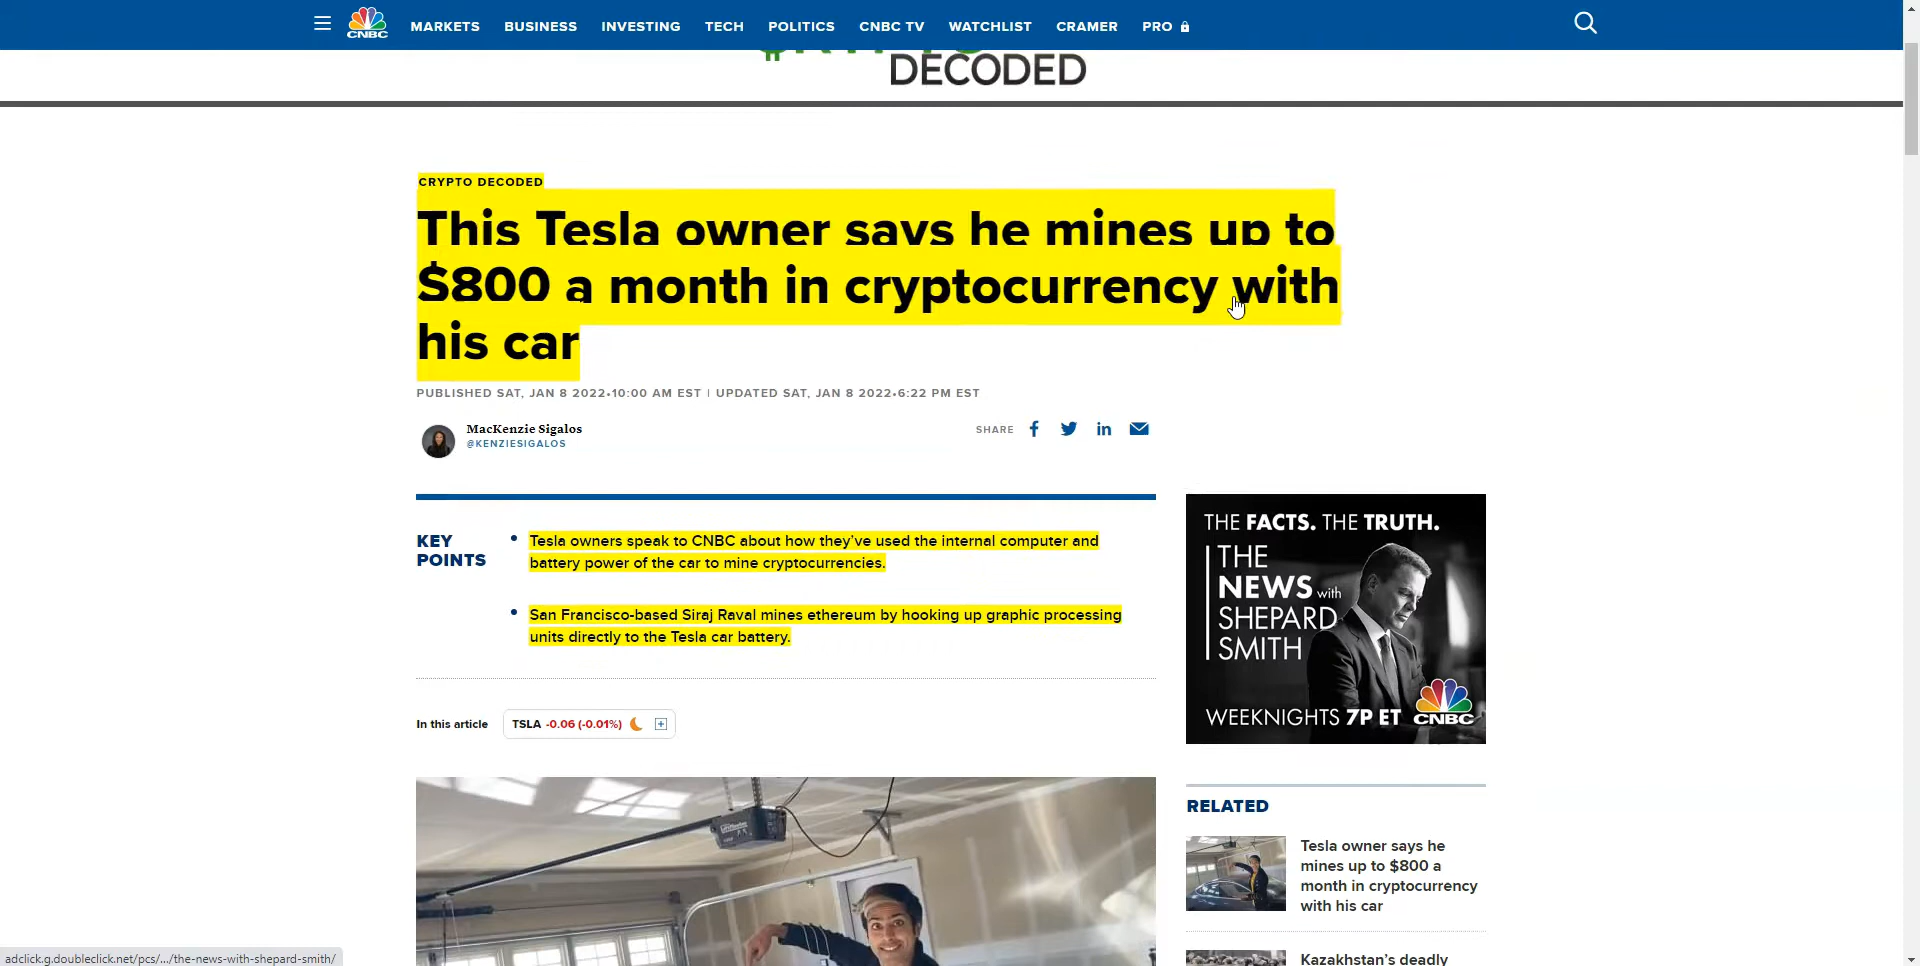 CNBC
MARKETS BUSINESS INVESTING TECH POLITICS CNBC TV WATCHLIST CRAMER PRO
DECODED
CRYPTO DECODED
This Tesla owner says he mines up to
$800 a month in cryptocurrency with
his car
PUBLISHED SAT, JAN 8 2022•10:00 AM EST | UPDATED SAT, JAN 8 2022•6:22 PM EST
MacKenzie Sigalos
@KENZIESIGALOS
SHARE
KEY
POINTS
• Tesla owners speak to CNBC about how they’ve used the internal computer and
battery power of the car to mine cryptocurrencies.
• San Francisco-based Siraj Raval mines ethereum by hooking up graphic processing
units directly to the Tesla car battery.
In this article TSLA -0.06 (-0.01%)
THE FACTS. THE TRUTH.
THE
NEWS with
SHEPARD
SMITH
WEEKNIGHTS 7P ET CNBC
RELATED
Tesla owner says he
mines up to $800 a
month in cryptocurrency
with his car
Kazakhstan’s deadly
adclick.g.doubleclick.net/pcs/.../the-news-with-shepard-smith/